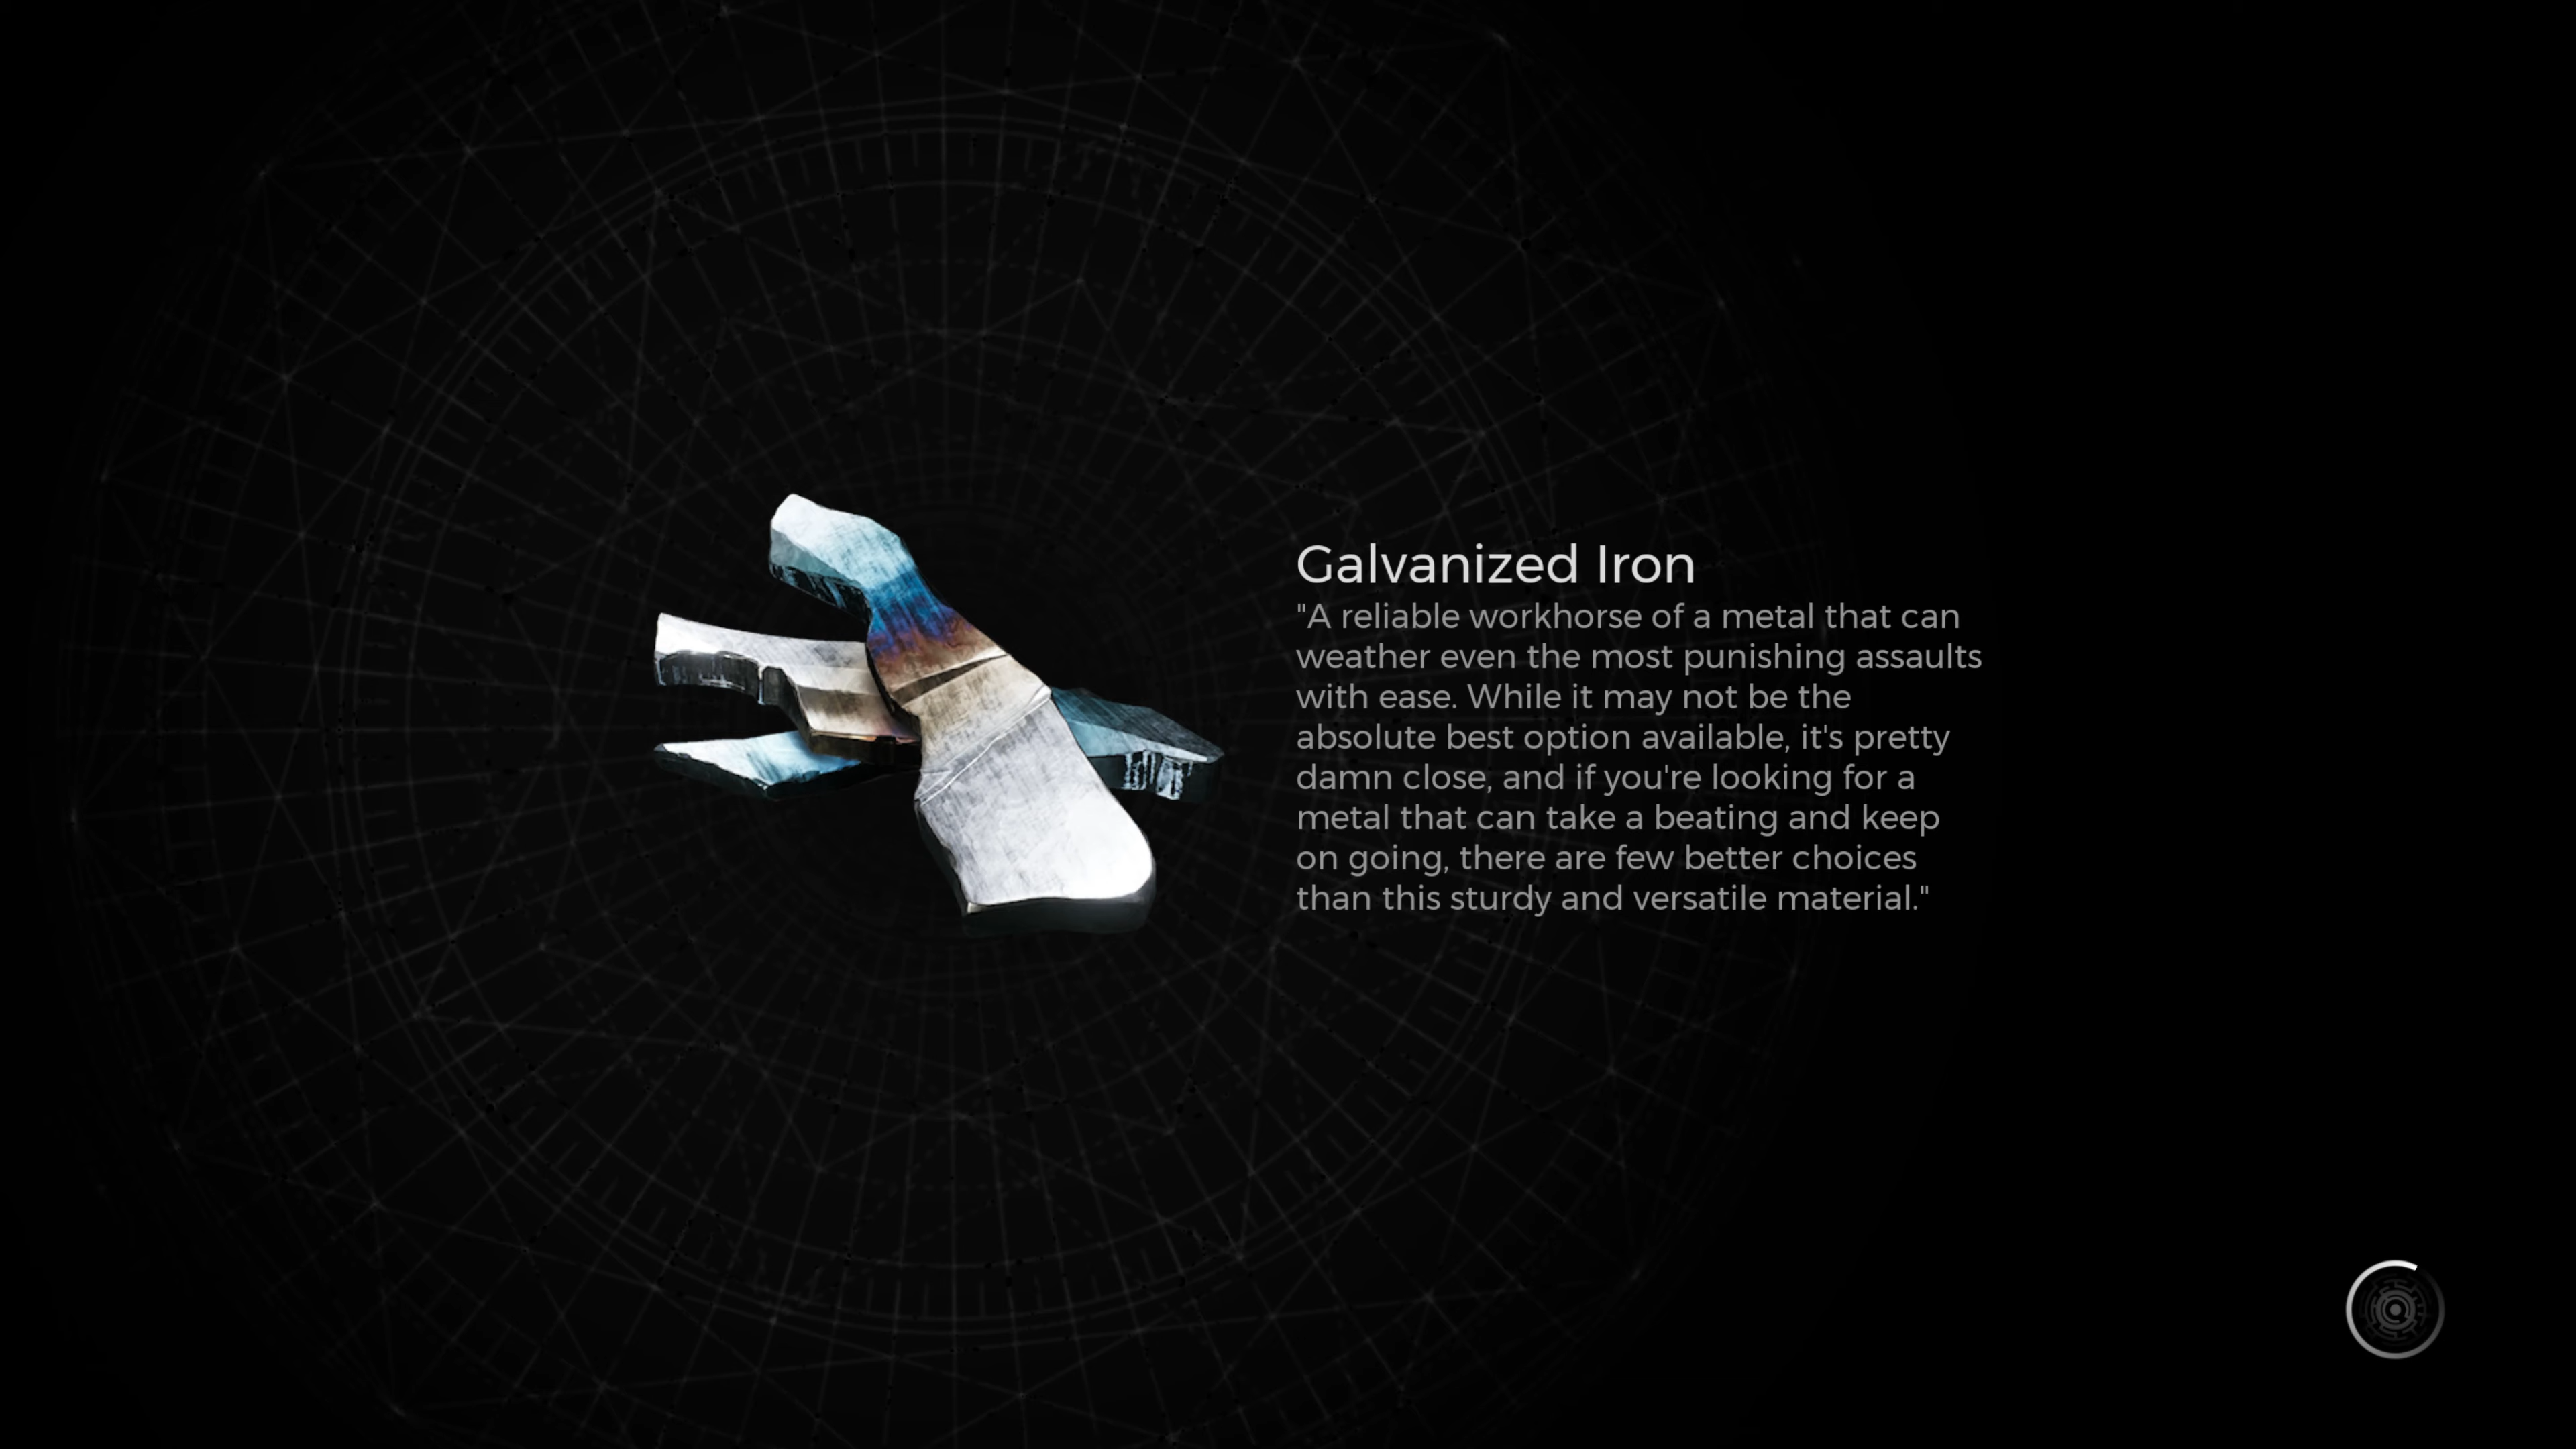 Galvanized Iron
"A reliable workhorse of a metal that can
weather even the most punishing assaults
with ease. While it may not be the
absolute best option available, it's pretty
damn close, and if you're looking for a
metal that can take a beating and keep
on going, there are few better choices
than this sturdy and versatile material."